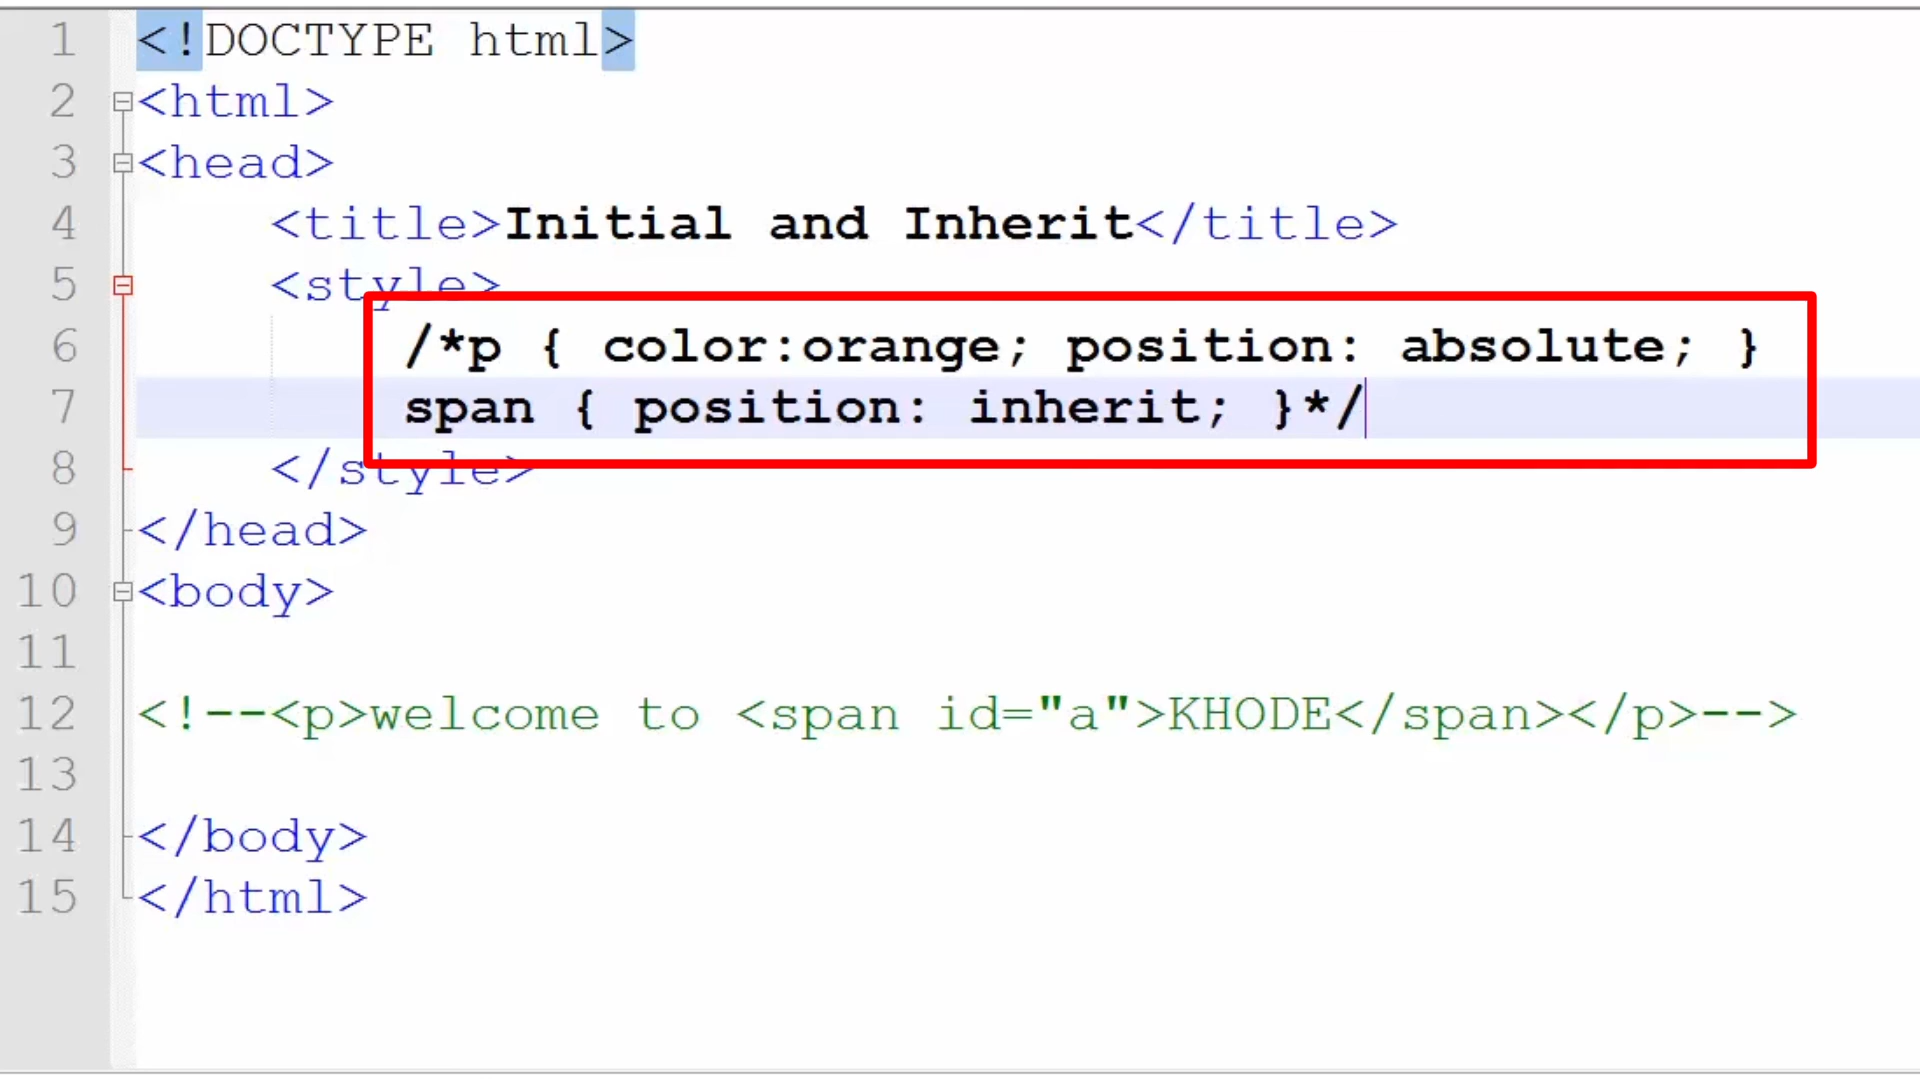 1 <!DOCTYPE html>
2 <html>
3 <head>
4 <title>Initial and Inherit</title>
5 <style>
6 /*p { color:orange; position: absolute; }
7 span { position: inherit; }*/
8 </style>
9 </head>
10 <body>
11
12 <!--<p>welcome to <span id="a">KHODE</span></p>-->
13
14 </body>
15 </html>